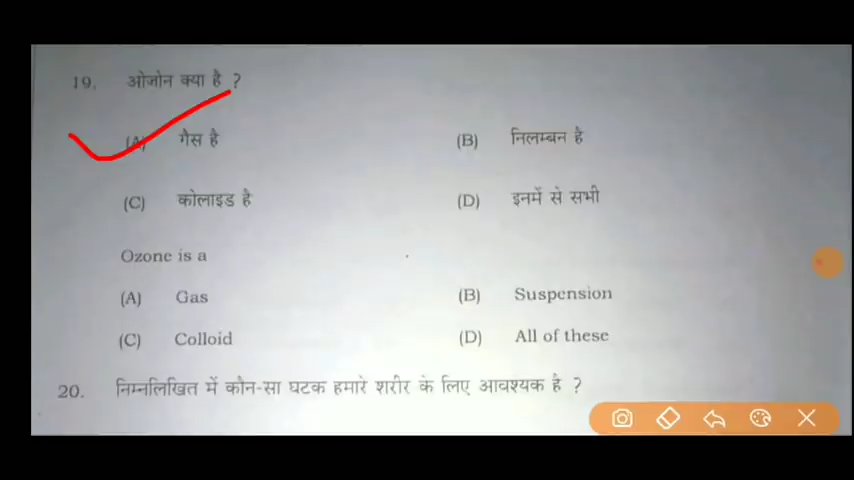 19. ओजोन क्या है ?
(A) गैस है (B) निलम्बन है
(C) कोलाइड है (D) इनमें से सभी
Ozone is a
(A) Gas (B) Suspension
(C) Colloid (D) All of these
20. निम्नलिखित में कौन-सा घटक हमारे शरीर के लिए आवश्यक है ?